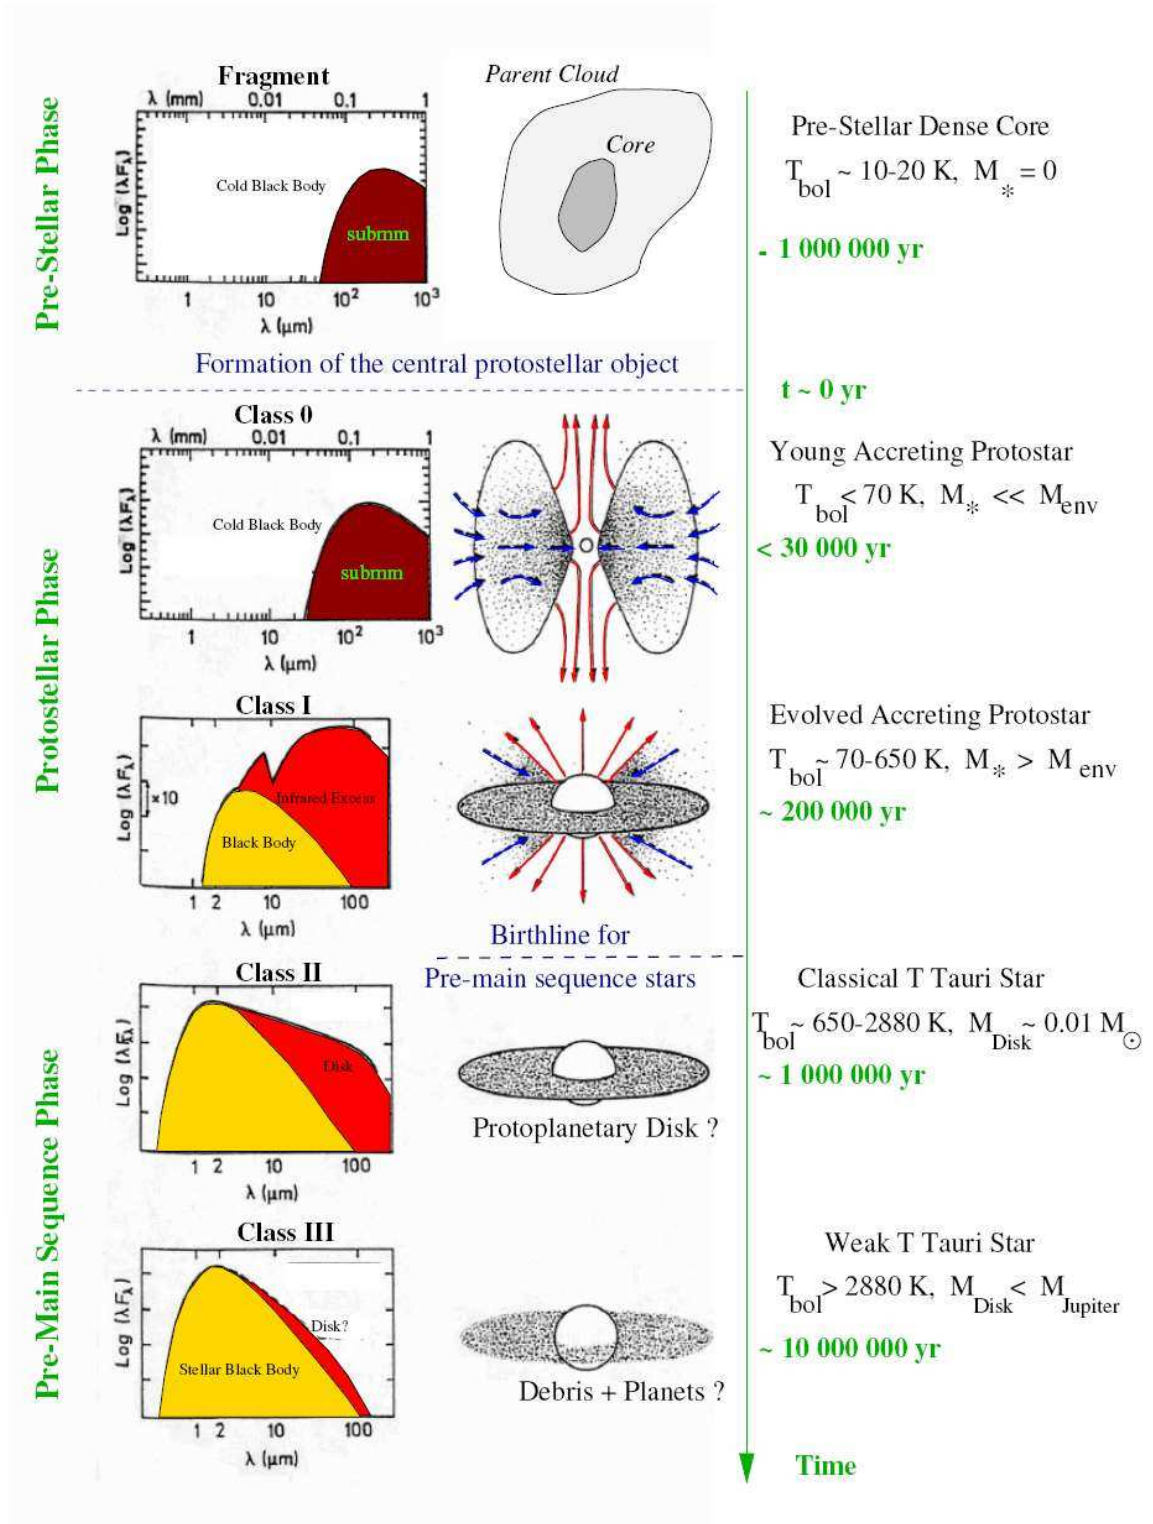 Pre-Stellar Phase
Fragment
λ (mm) 0.01 0.1 1
Log (λFλ)
Cold Black Body
submm
1 10 10² 10³
λ (μm)
Parent Cloud
Core
Pre-Stellar Dense Core
Tbol ~ 10-20 K, M* = 0
- 1 000 000 yr
Formation of the central protostellar object
t ~ 0 yr
Protostellar Phase
Class 0
λ (mm) 0.01 0.1 1
Log (λFλ)
Cold Black Body
submm
1 10 10² 10³
λ (μm)
Young Accreting Protostar
Tbol < 70 K, M* << Menv
< 30 000 yr
Class I
Log (λFλ)
×10
Infrared Excess
Black Body
1 2 10 100
λ (μm)
Evolved Accreting Protostar
Tbol ~ 70-650 K, M* > M env
~ 200 000 yr
Birthline for
Pre-main sequence stars
Pre-Main Sequence Phase
Class II
Log (λFλ)
Disk
1 2 10 100
λ (μm)
Protoplanetary Disk ?
Classical T Tauri Star
Tbol ~ 650-2880 K, MDisk ~ 0.01 M☉
~ 1 000 000 yr
Class III
Log (λFλ)
Disk?
Stellar Black Body
1 2 10 100
λ (μm)
Debris + Planets ?
Weak T Tauri Star
Tbol > 2880 K, MDisk < MJupiter
~ 10 000 000 yr
Time